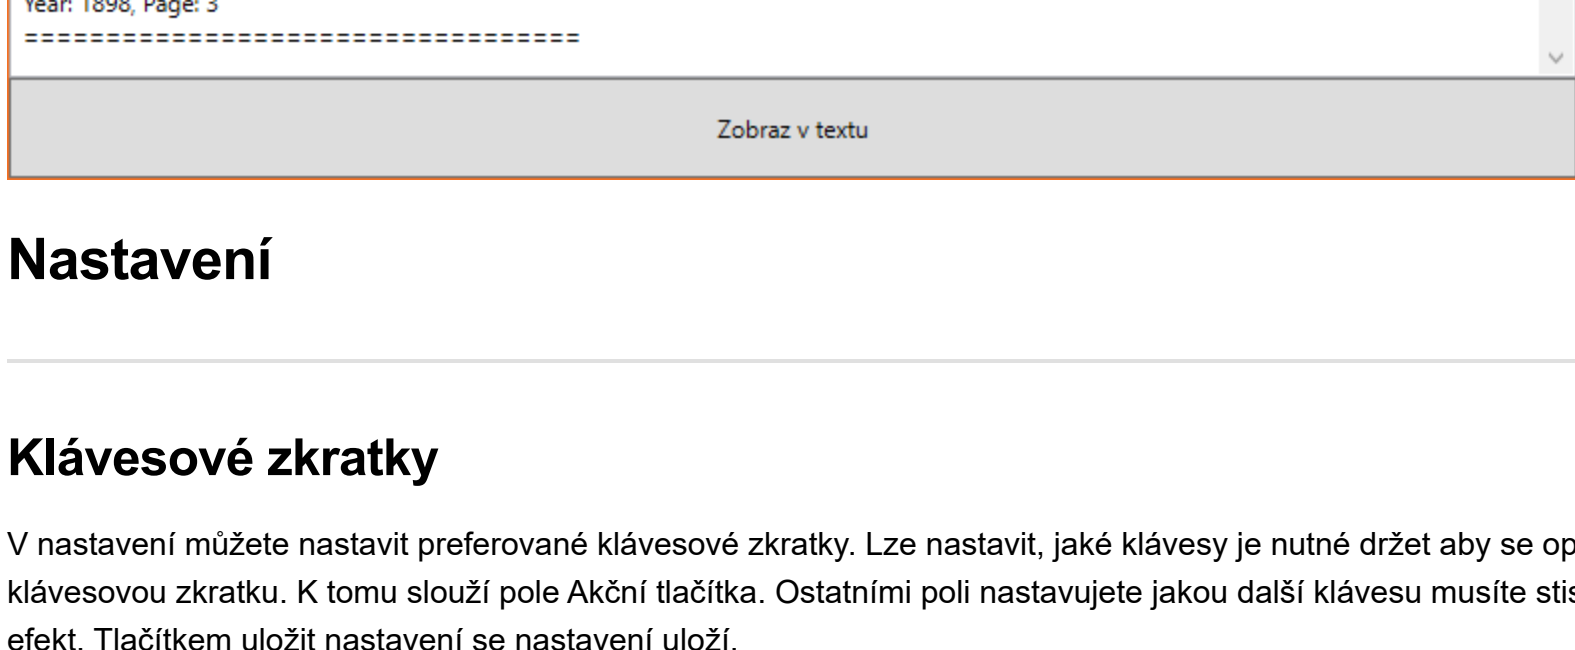 Year: 1898, Page: 3
==================================
Zobraz v textu
Nastavení
Klávesové zkratky
V nastavení můžete nastavit preferované klávesové zkratky. Lze nastavit, jaké klávesy je nutné držet aby se
klávesovou zkratku. K tomu slouží pole Akční tlačítka. Ostatními poli nastavujete jakou další klávesu musíte
efekt. Tlačítkem uložit nastavení se nastavení uloží.